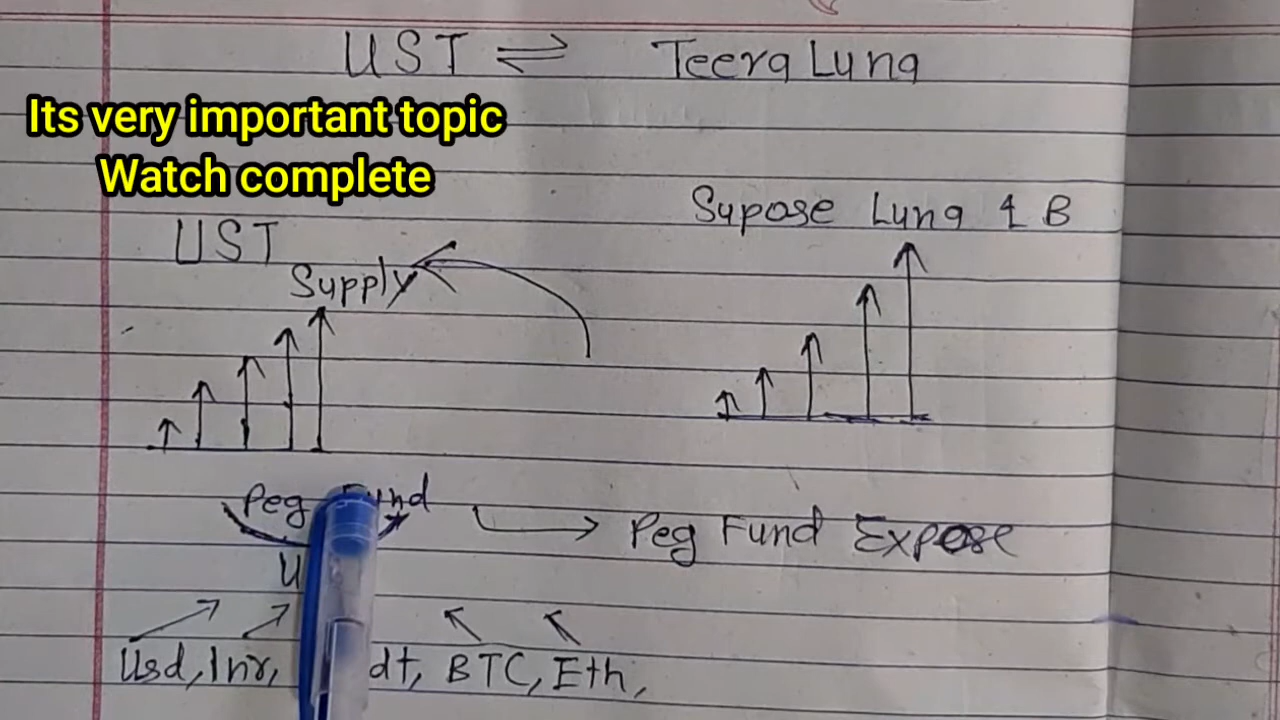 UST ⇌ Teera Luna
Its very important topic
Watch complete
Supose Luna 1 B
UST
Supply
Peg Fund → Peg Fund Expose
U
Usd, Inr, dt, BTC, Eth,